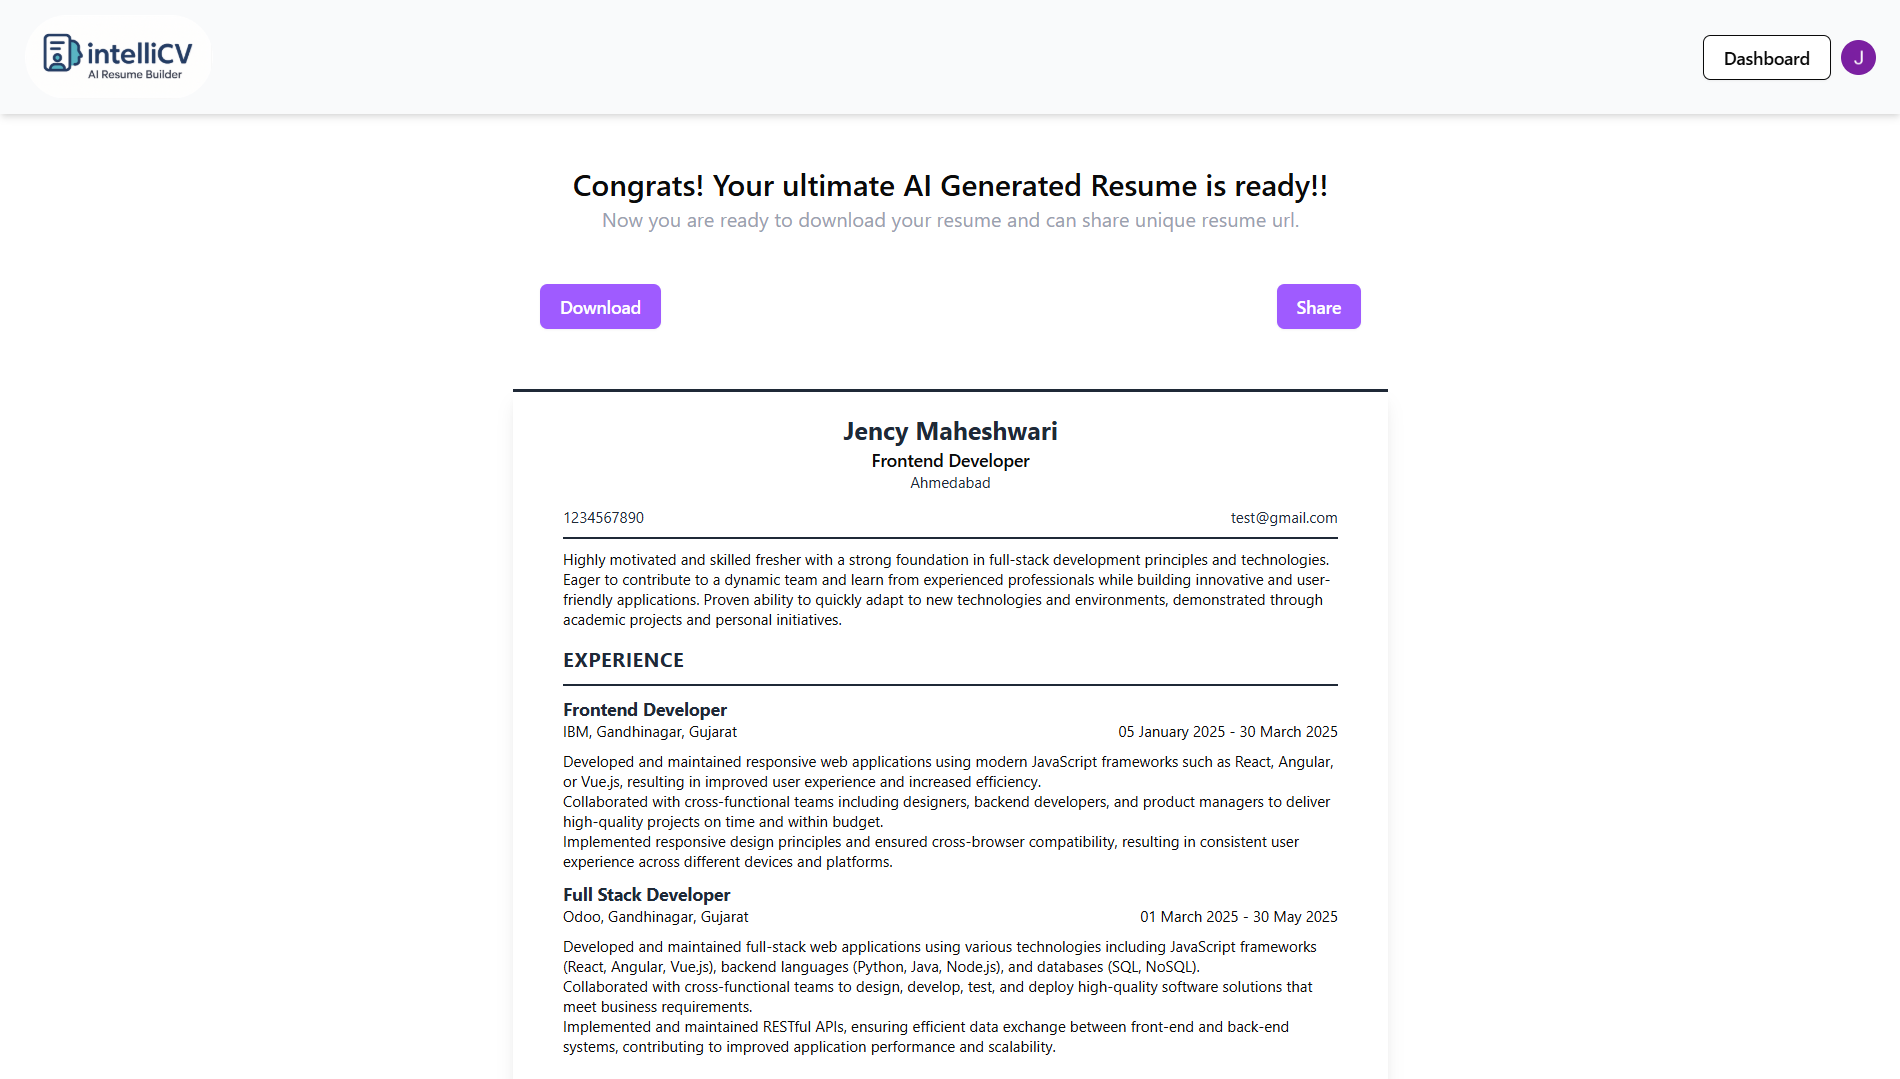 intelliCV
AI Resume Builder
Dashboard
J
Congrats! Your ultimate AI Generated Resume is ready!!
Now you are ready to download your resume and can share unique resume url.
Download
Share
Jency Maheshwari
Frontend Developer
Ahmedabad
1234567890
test@gmail.com
Highly motivated and skilled fresher with a strong foundation in full-stack development principles and technologies.
Eager to contribute to a dynamic team and learn from experienced professionals while building innovative and user-
friendly applications. Proven ability to quickly adapt to new technologies and environments, demonstrated through
academic projects and personal initiatives.
EXPERIENCE
Frontend Developer
IBM, Gandhinagar, Gujarat
05 January 2025 - 30 March 2025
Developed and maintained responsive web applications using modern JavaScript frameworks such as React, Angular,
or Vue.js, resulting in improved user experience and increased efficiency.
Collaborated with cross-functional teams including designers, backend developers, and product managers to deliver
high-quality projects on time and within budget.
Implemented responsive design principles and ensured cross-browser compatibility, resulting in consistent user
experience across different devices and platforms.
Full Stack Developer
Odoo, Gandhinagar, Gujarat
01 March 2025 - 30 May 2025
Developed and maintained full-stack web applications using various technologies including JavaScript frameworks
(React, Angular, Vue.js), backend languages (Python, Java, Node.js), and databases (SQL, NoSQL).
Collaborated with cross-functional teams to design, develop, test, and deploy high-quality software solutions that
meet business requirements.
Implemented and maintained RESTful APIs, ensuring efficient data exchange between front-end and back-end
systems, contributing to improved application performance and scalability.